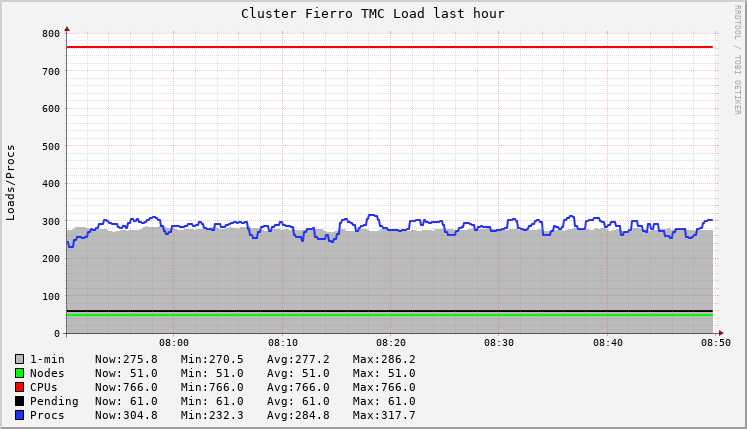 Cluster Fierro TMC Load last hour
RRDTOOL / TOBI OETIKER
Loads/Procs
800
700
600
500
400
300
200
100
0
08:00 08:10 08:20 08:30 08:40 08:50
1-min Now:275.8 Min:270.5 Avg:277.2 Max:286.2
Nodes Now: 51.0 Min: 51.0 Avg: 51.0 Max: 51.0
CPUs Now:766.0 Min:766.0 Avg:766.0 Max:766.0
Pending Now: 61.0 Min: 61.0 Avg: 61.0 Max: 61.0
Procs Now:304.8 Min:232.3 Avg:284.8 Max:317.7